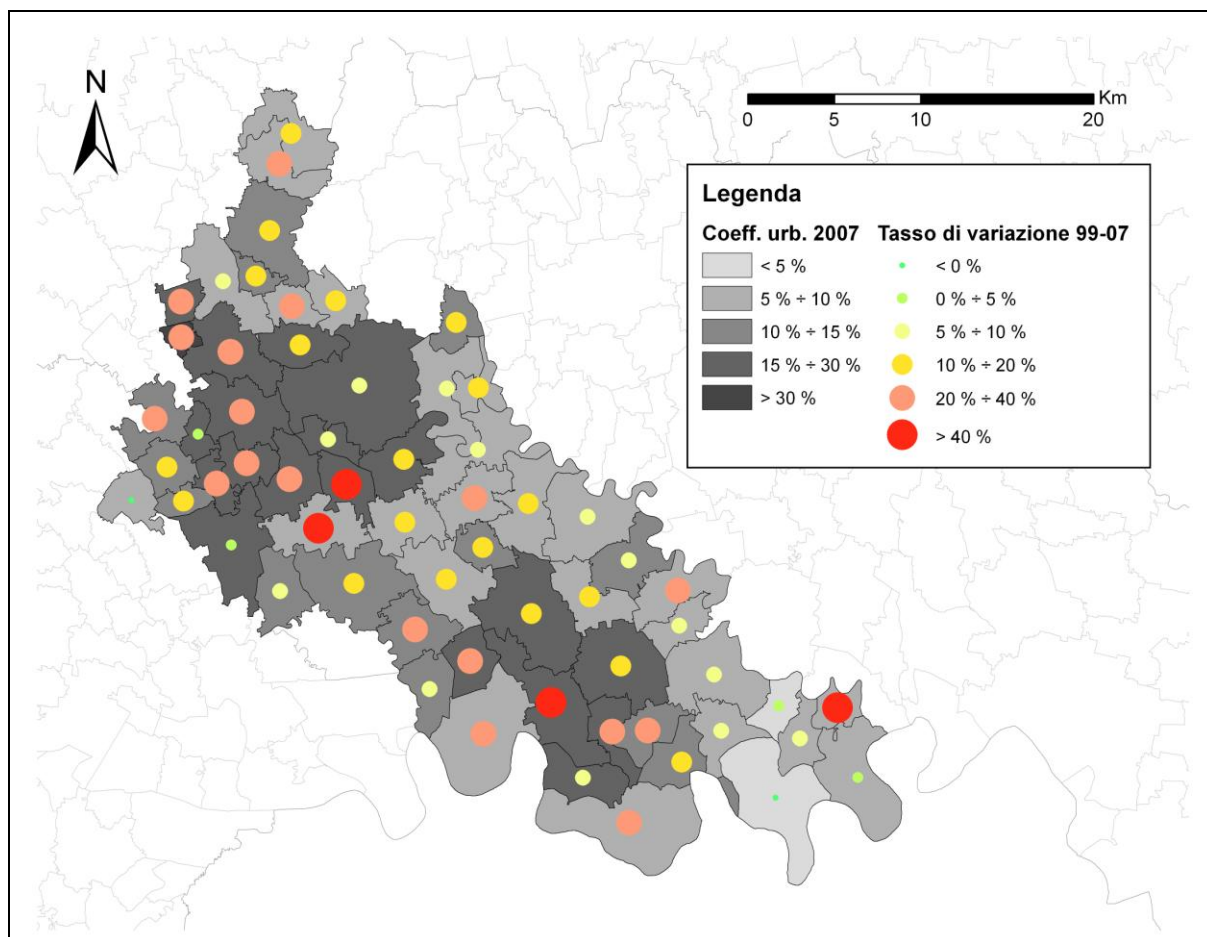 N
Km
0 5 10 20
Legenda
Coeff. urb. 2007 Tasso di variazione 99-07
< 5 % < 0 %
5 % ÷ 10 % 0 % ÷ 5 %
10 % ÷ 15 % 5 % ÷ 10 %
15 % ÷ 30 % 10 % ÷ 20 %
> 30 % 20 % ÷ 40 %
> 40 %